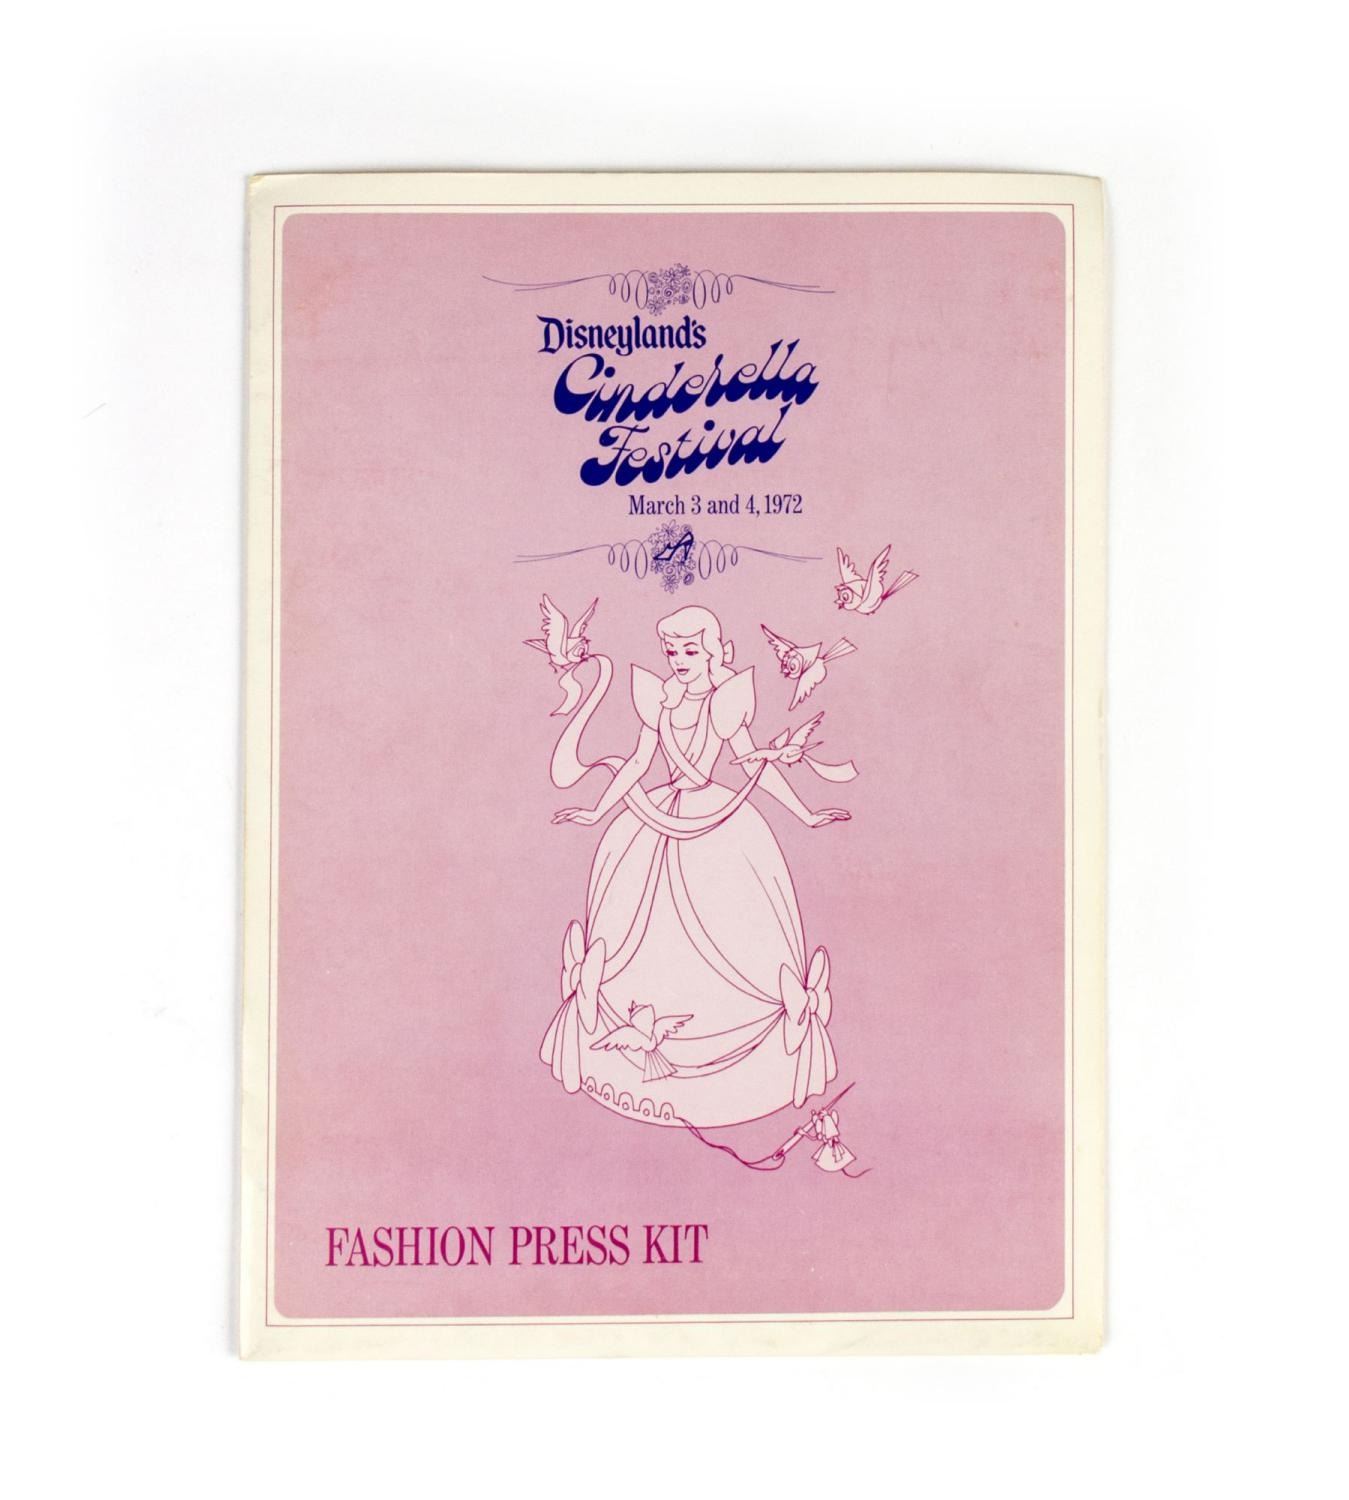 Disneyland's
Cinderella
Festival
March 3 and 4, 1972
FASHION PRESS KIT